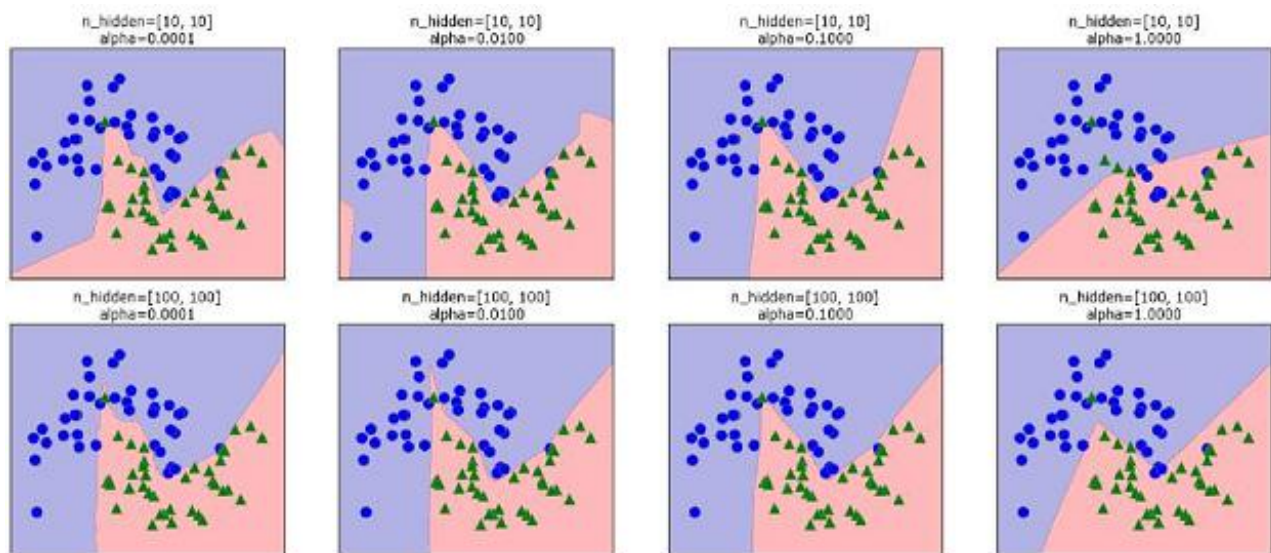 n_hidden=[10, 10]
alpha=0.0001
n_hidden=[10, 10]
alpha=0.0100
n_hidden=[10, 10]
alpha=0.1000
n_hidden=[10, 10]
alpha=1.0000
n_hidden=[100, 100]
alpha=0.0001
n_hidden=[100, 100]
alpha=0.0100
n_hidden=[100, 100]
alpha=0.1000
n_hidden=[100, 100]
alpha=1.0000